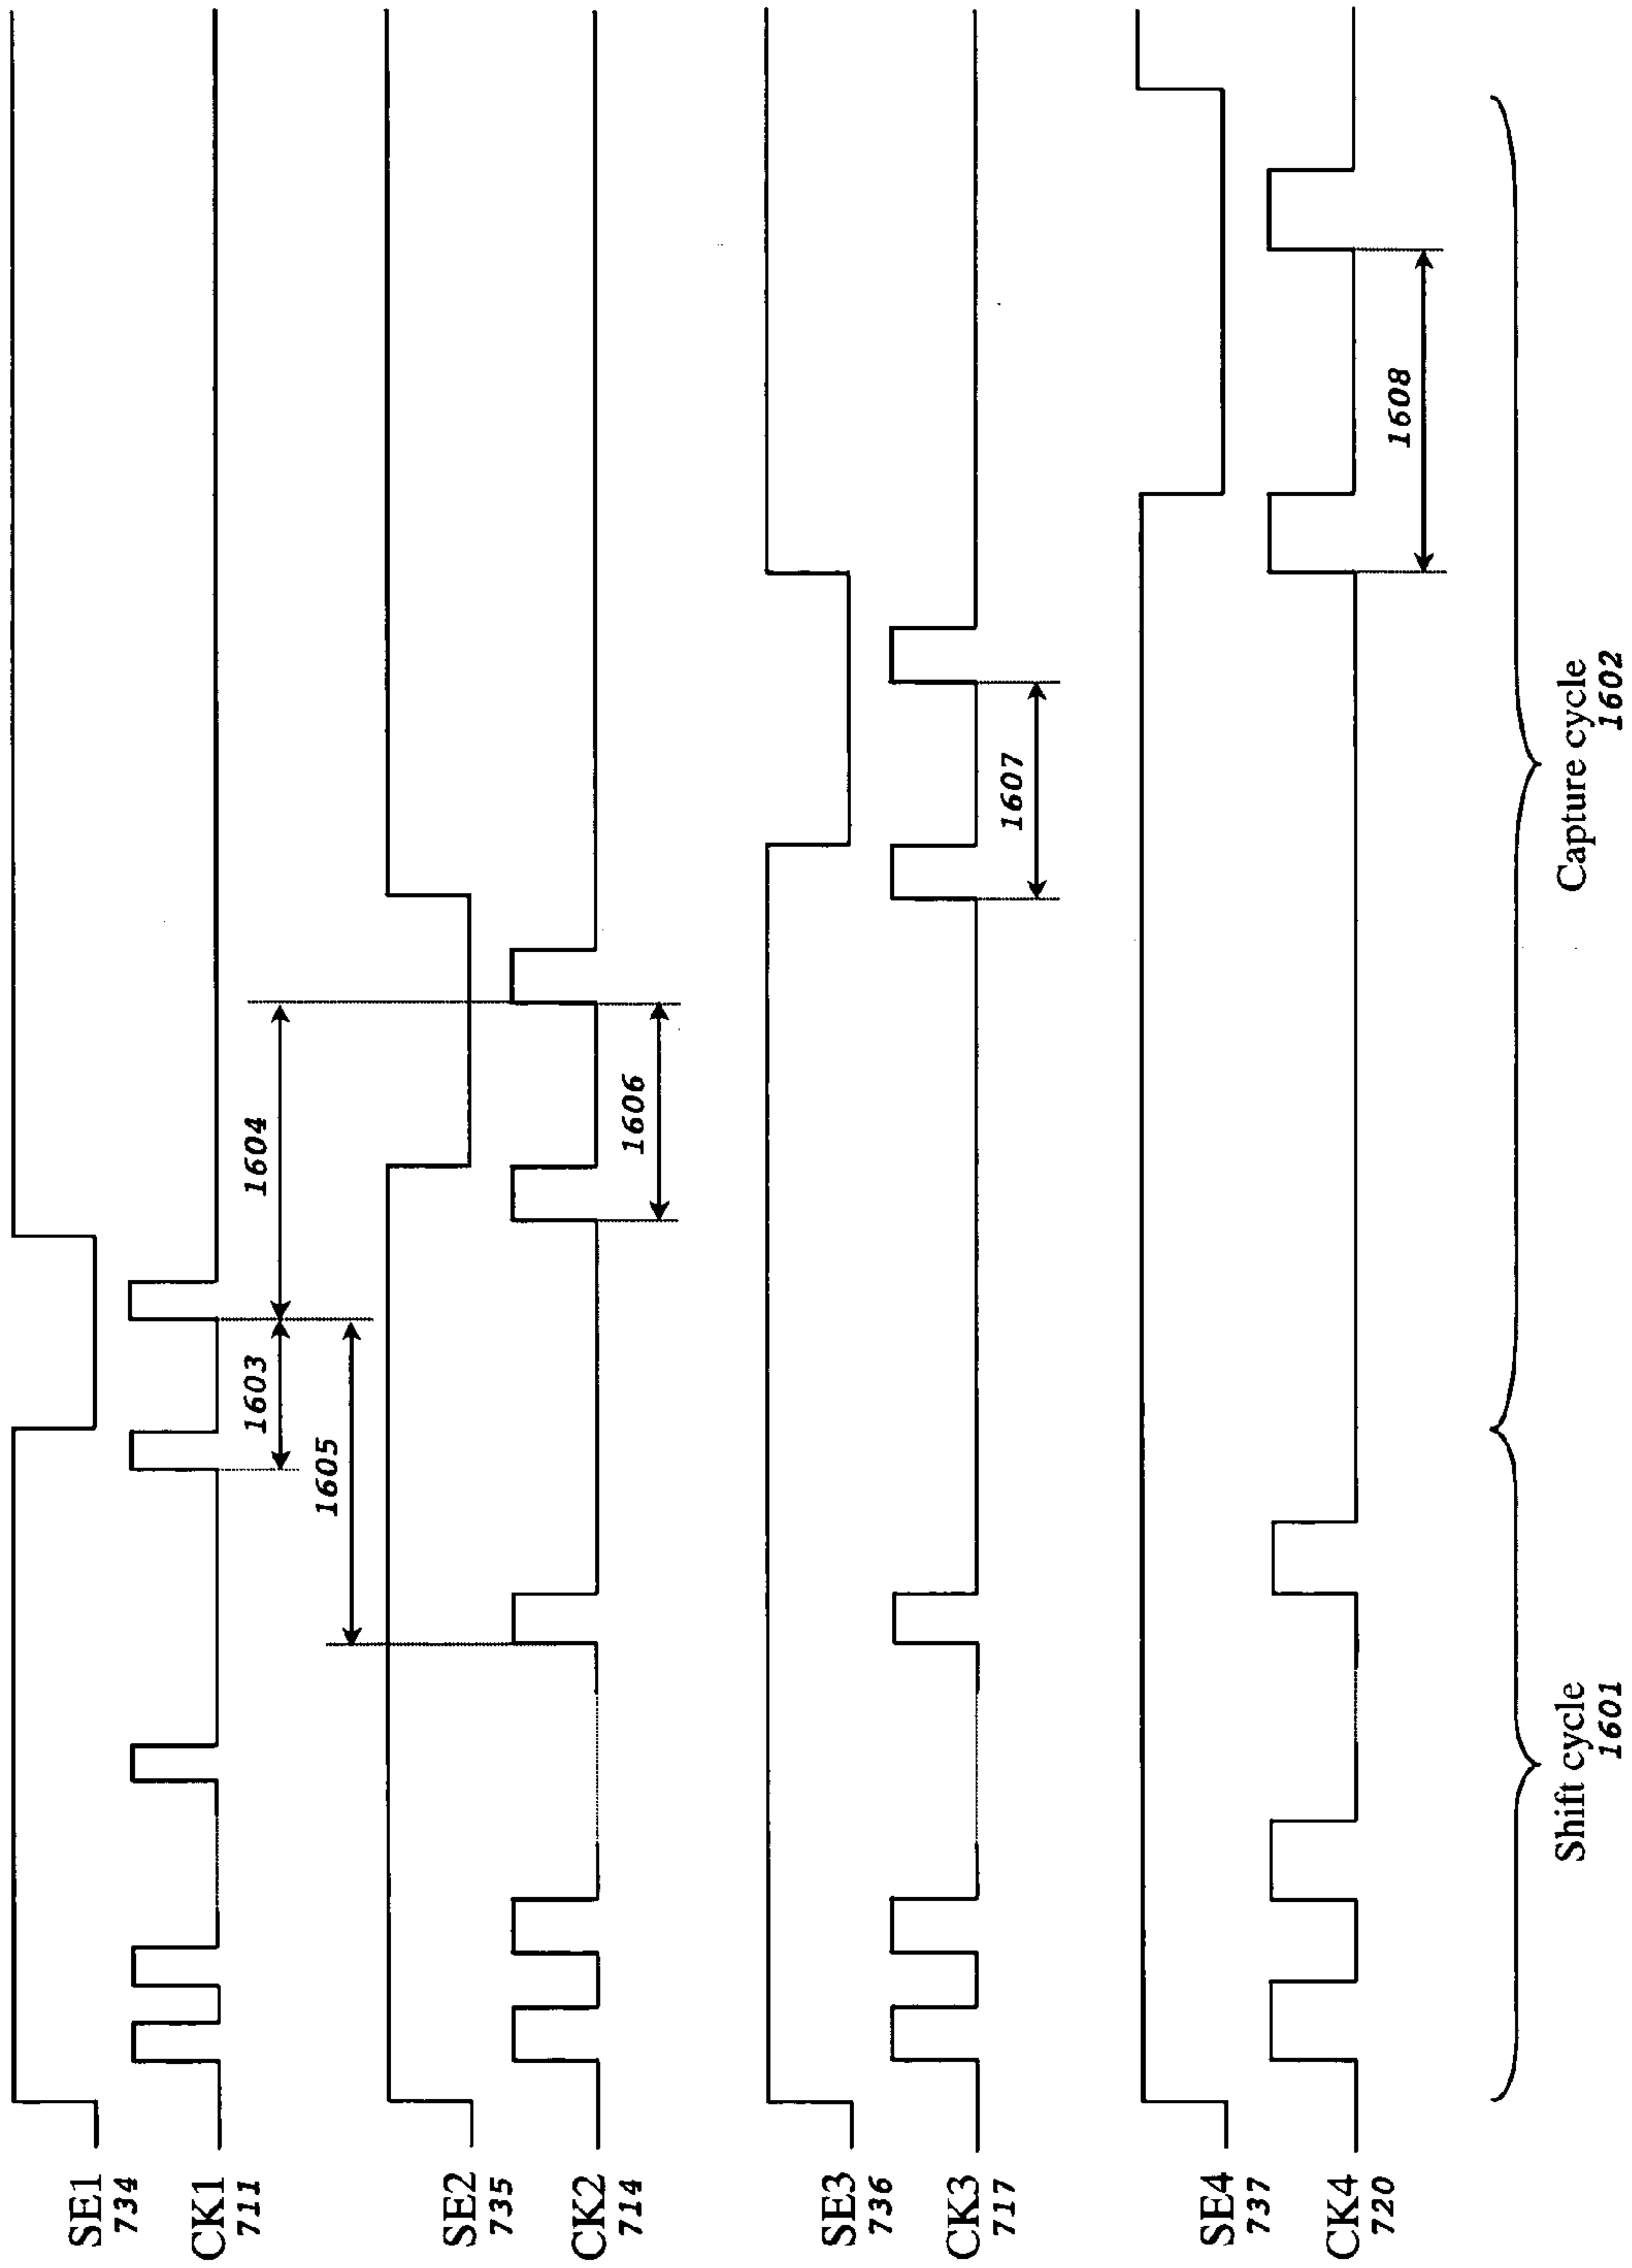 SE1
734
CK1
711
1603
1604
1605
SE2
735
CK2
714
1606
SE3
736
CK3
717
1607
SE4
737
CK4
720
1608
Shift cycle
1601
Capture cycle
1602